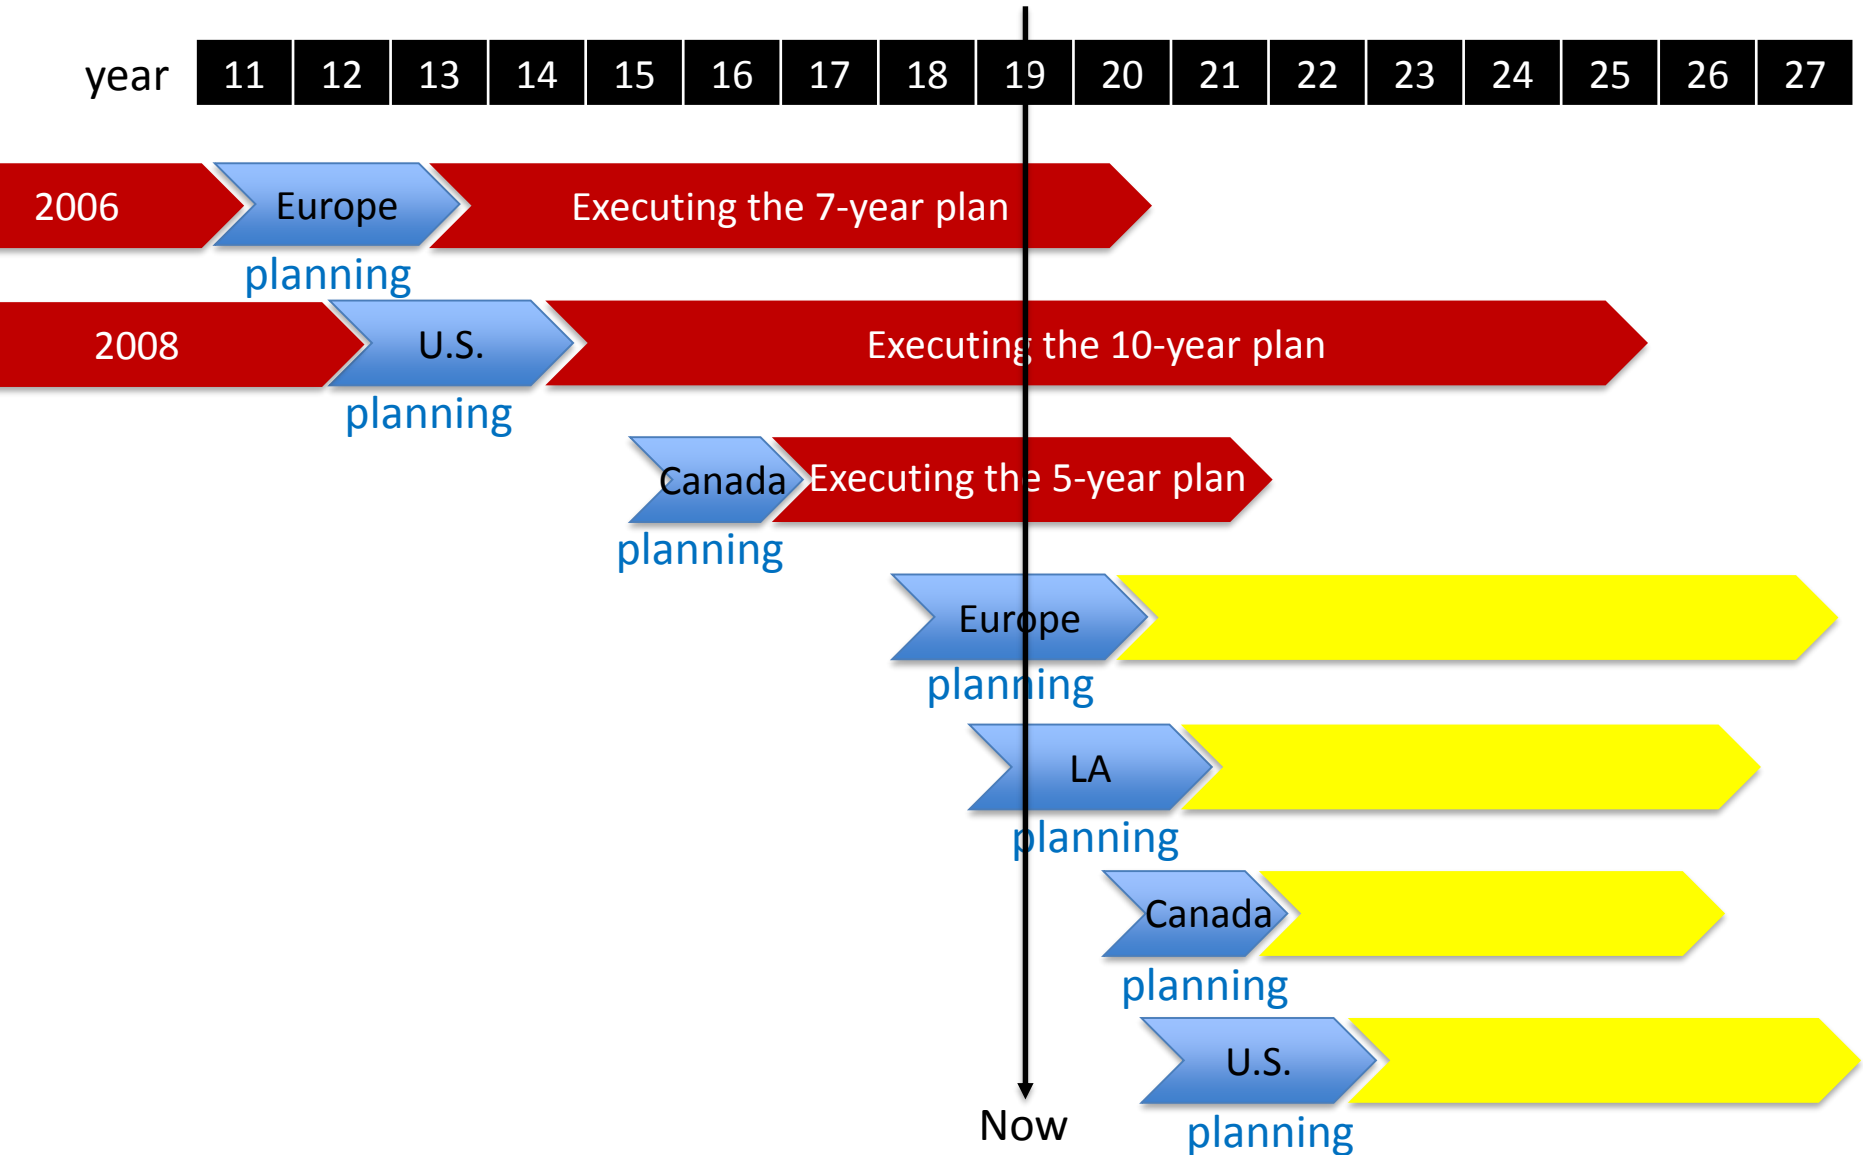 year 11 12 13 14 15 16 17 18 19 20 21 22 23 24 25 26 27
2006 Europe Executing the 7-year plan
planning
2008 U.S. Executing the 10-year plan
planning
Canada Executing the 5-year plan
planning
Europe
planning
LA
planning
Canada
planning
U.S.
Now planning